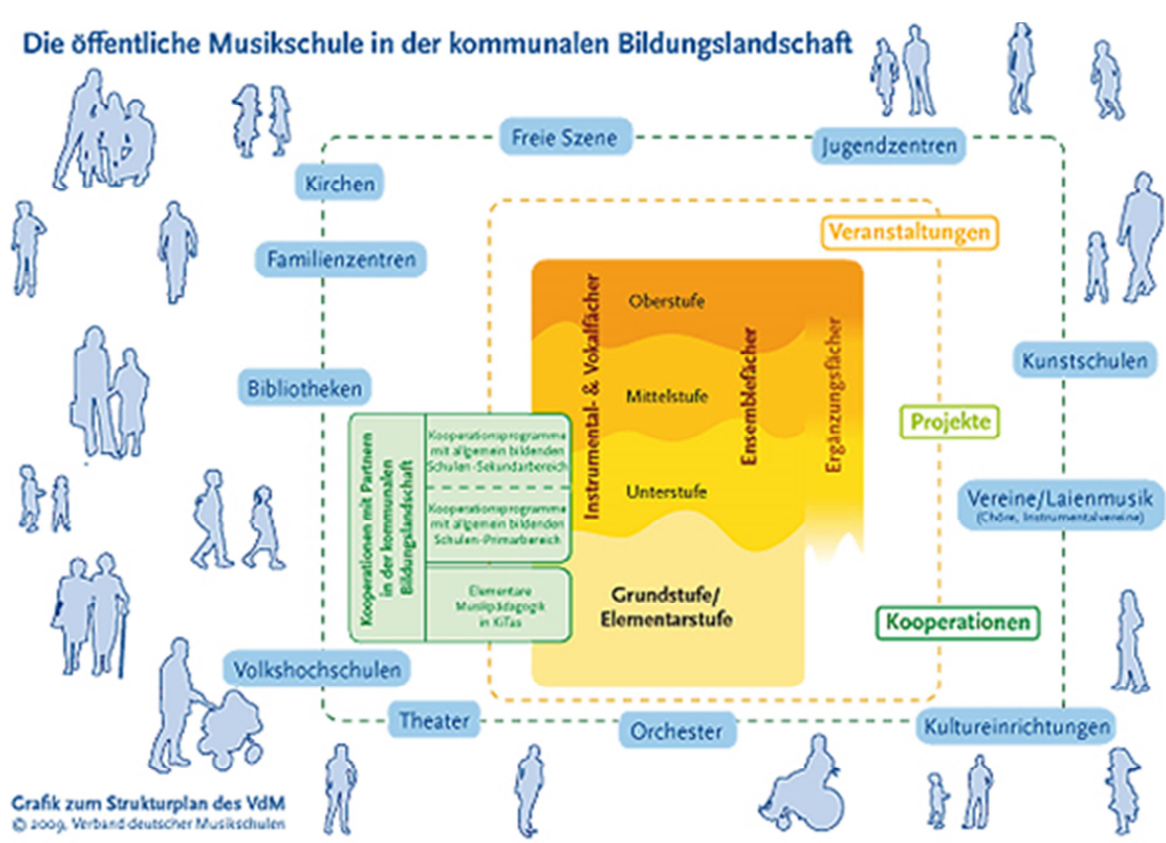 Die öffentliche Musikschule in der kommunalen Bildungslandschaft
Freie Szene
Jugendzentren
Kirchen
Familienzentren
Bibliotheken
Veranstaltungen
Kunstschulen
Projekte
Vereine/Laienmusik
(Chöre, Instrumentalvereine)
Kooperationen
Instrumental- & Vokalfächer
Oberstufe
Mittelstufe
Unterstufe
Ensemblefächer
Ergänzungsfächer
Grundstufe/
Elementarstufe
Kooperationen mit Partnern
in der kommunalen
Bildungslandschaft
Kooperationsprogramme
mit allgemein bildenden
Schulen-Sekundarbereich
Kooperationsprogramme
mit allgemein bildenden
Schulen-Primarbereich
Elementare
Musikpädagogik
in KiTas
Volkshochschulen
Theater
Orchester
Kultureinrichtungen
Grafik zum Strukturplan des VdM
© 2009, Verband deutscher Musikschulen